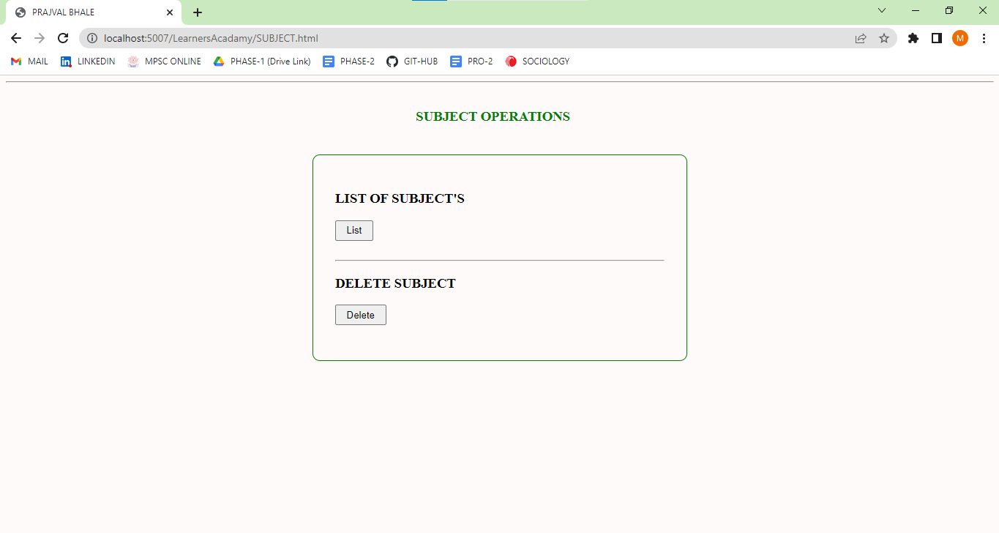 PRAJVAL BHALE
localhost:5007/LearnersAcadamy/SUBJECT.html
M
MAIL LINKEDIN MPSC ONLINE PHASE-1 (Drive Link) PHASE-2 GIT-HUB PRO-2 SOCIOLOGY
SUBJECT OPERATIONS
LIST OF SUBJECT'S
List
DELETE SUBJECT
Delete